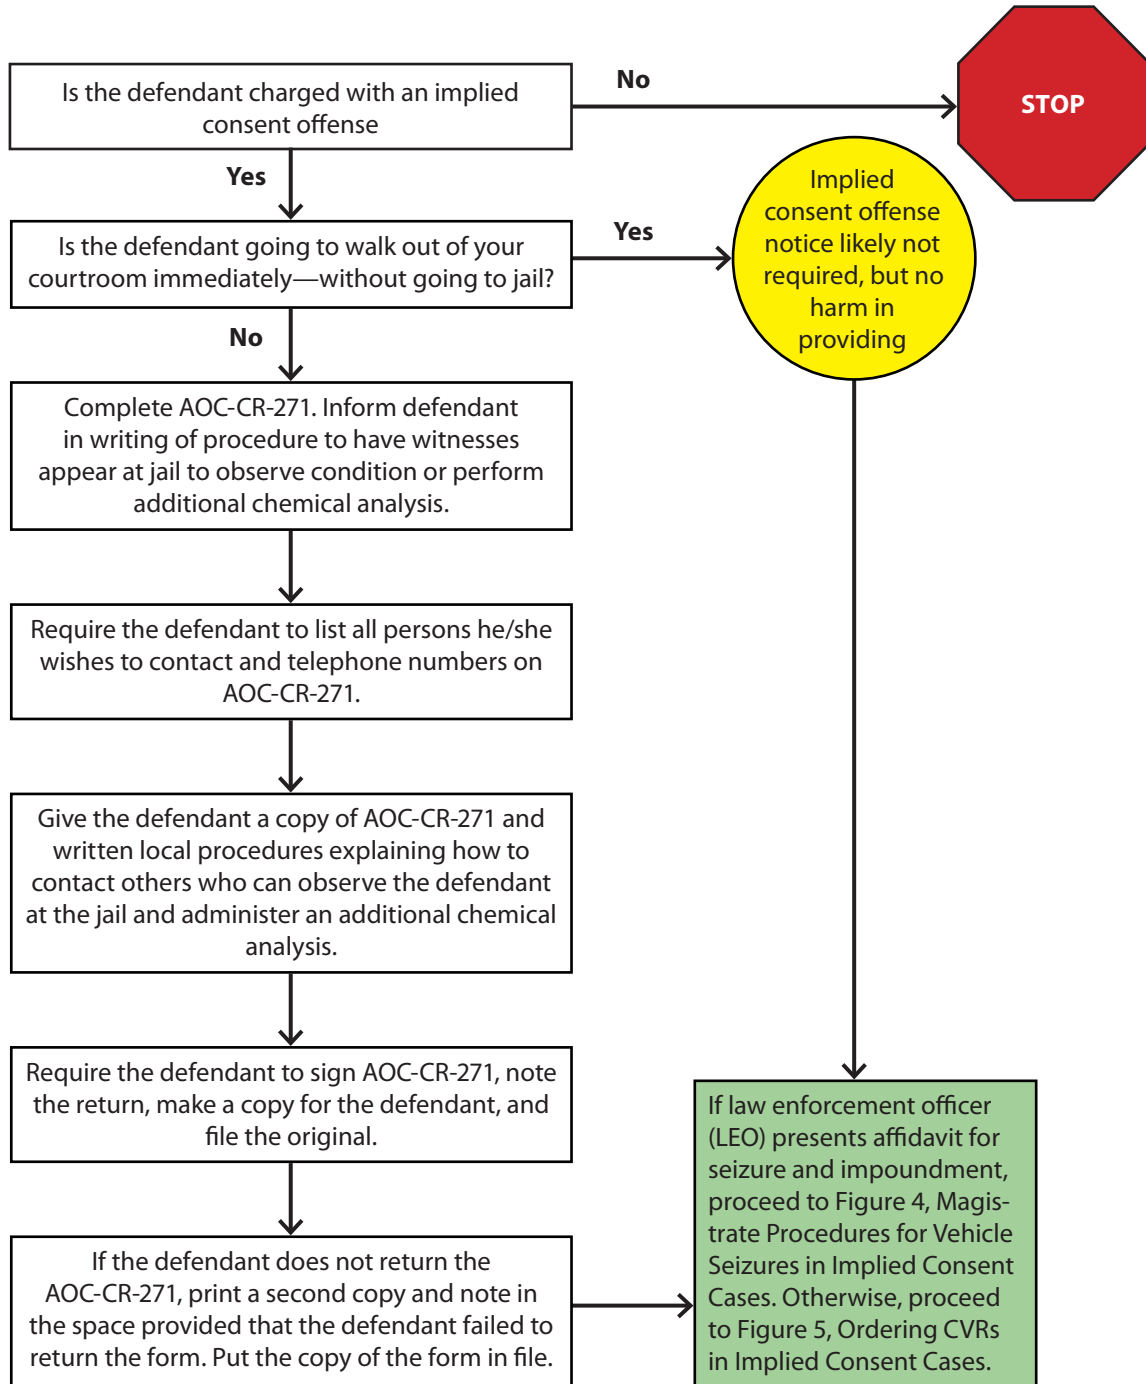 Is the defendant charged with an implied
consent offense
No
STOP
Yes
Is the defendant going to walk out of your
courtroom immediately—without going to jail?
Yes
Implied
consent offense
notice likely not
required, but no
harm in
providing
No
Complete AOC-CR-271. Inform defendant
in writing of procedure to have witnesses
appear at jail to observe condition or perform
additional chemical analysis.
Require the defendant to list all persons he/she
wishes to contact and telephone numbers on
AOC-CR-271.
Give the defendant a copy of AOC-CR-271 and
written local procedures explaining how to
contact others who can observe the defendant
at the jail and administer an additional chemical
analysis.
Require the defendant to sign AOC-CR-271, note
the return, make a copy for the defendant, and
file the original.
If the defendant does not return the
AOC-CR-271, print a second copy and note in
the space provided that the defendant failed to
return the form. Put the copy of the form in file.
If law enforcement officer
(LEO) presents affidavit for
seizure and impoundment,
proceed to Figure 4, Magis-
trate Procedures for Vehicle
Seizures in Implied Consent
Cases. Otherwise, proceed
to Figure 5, Ordering CVRs
in Implied Consent Cases.